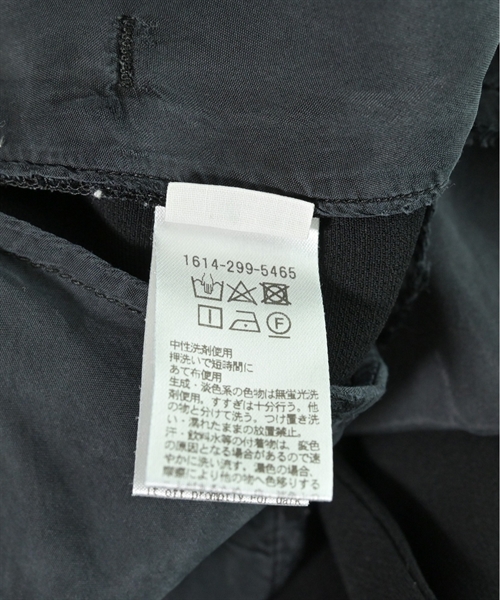 1614-299-5465
F
中性洗剤使用
押洗いで短時間に
あて布使用
生成・淡色系の色物は無蛍光洗
剤使用。すすぎは十分行う。他
の物と分けて洗う。つけ置き洗
い・濡れたままの放置禁止。
汗・飲料水等の付着物は、変色
の原因となる場合があるので速
やかに洗い流す。濃色の場合、
摩擦により他の物へ色移りする
it off promptly.For dark